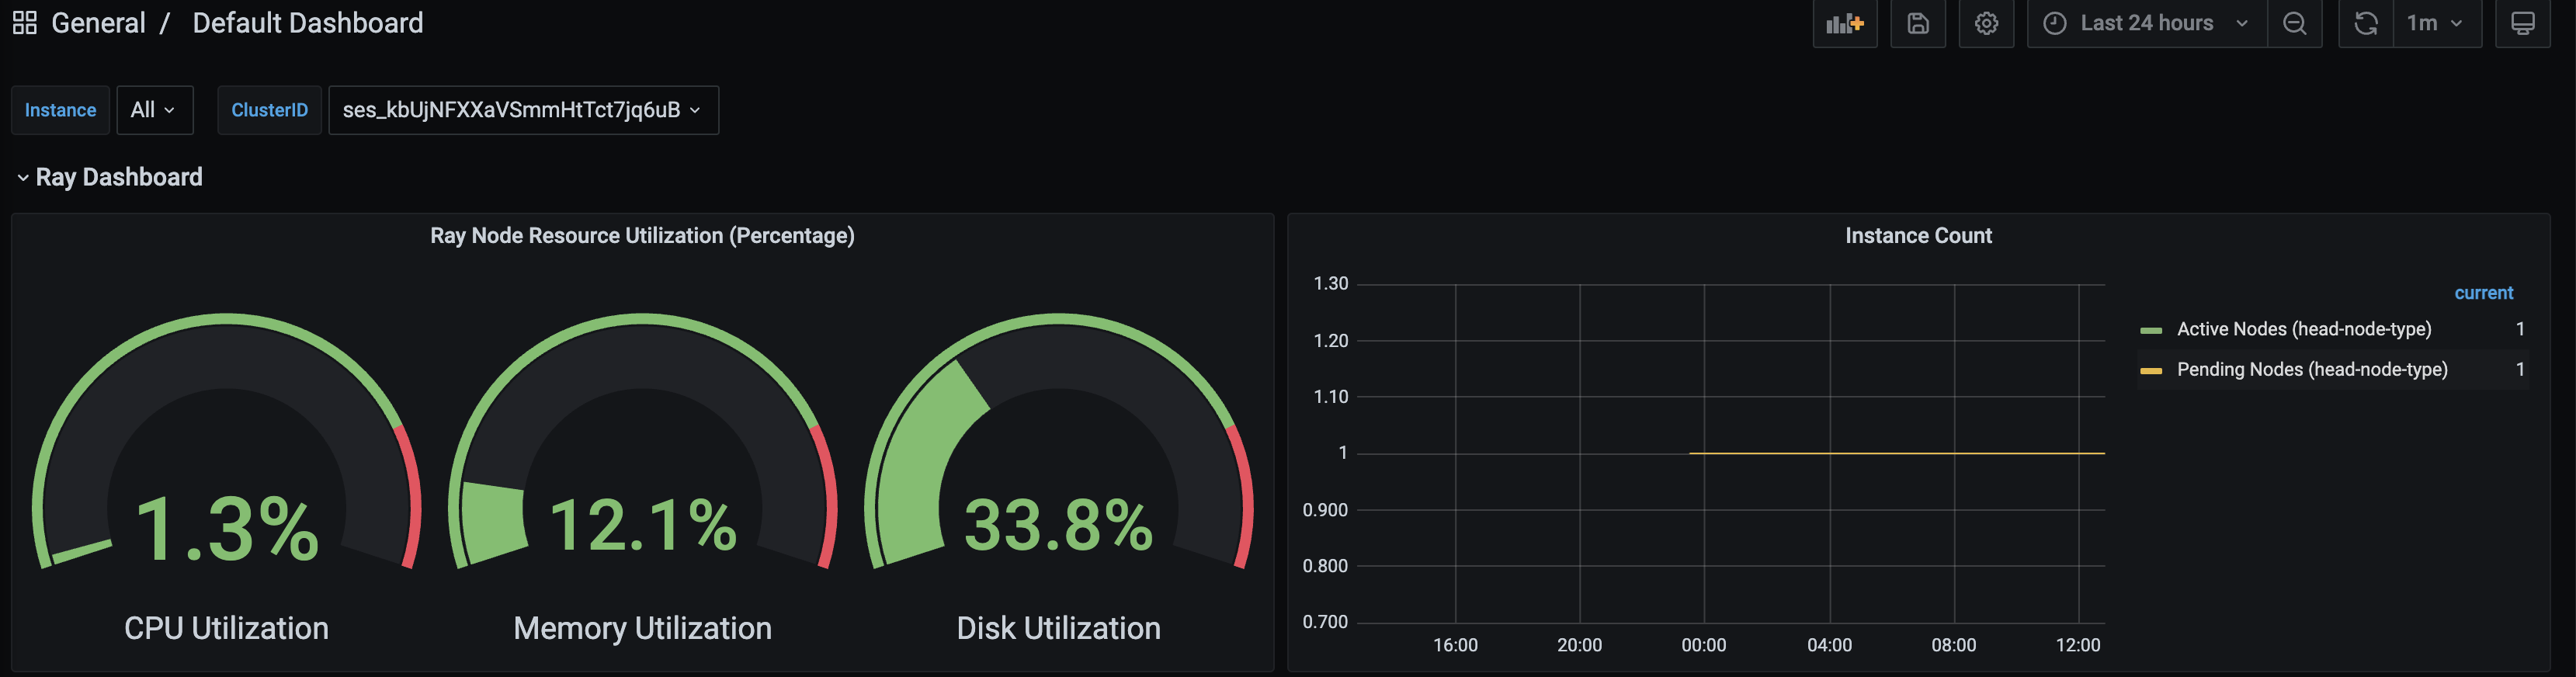 General / Default Dashboard
Last 24 hours
1m
Instance
All
ClusterID
ses_kbUjNFXXaVSmmHtTct7jq6uB
Ray Dashboard
Ray Node Resource Utilization (Percentage)
1.3%
12.1%
33.8%
CPU Utilization
Memory Utilization
Disk Utilization
Instance Count
1.30
1.20
1.10
1
0.900
0.800
0.700
16:00
20:00
00:00
04:00
08:00
12:00
current
Active Nodes (head-node-type) 1
Pending Nodes (head-node-type) 1